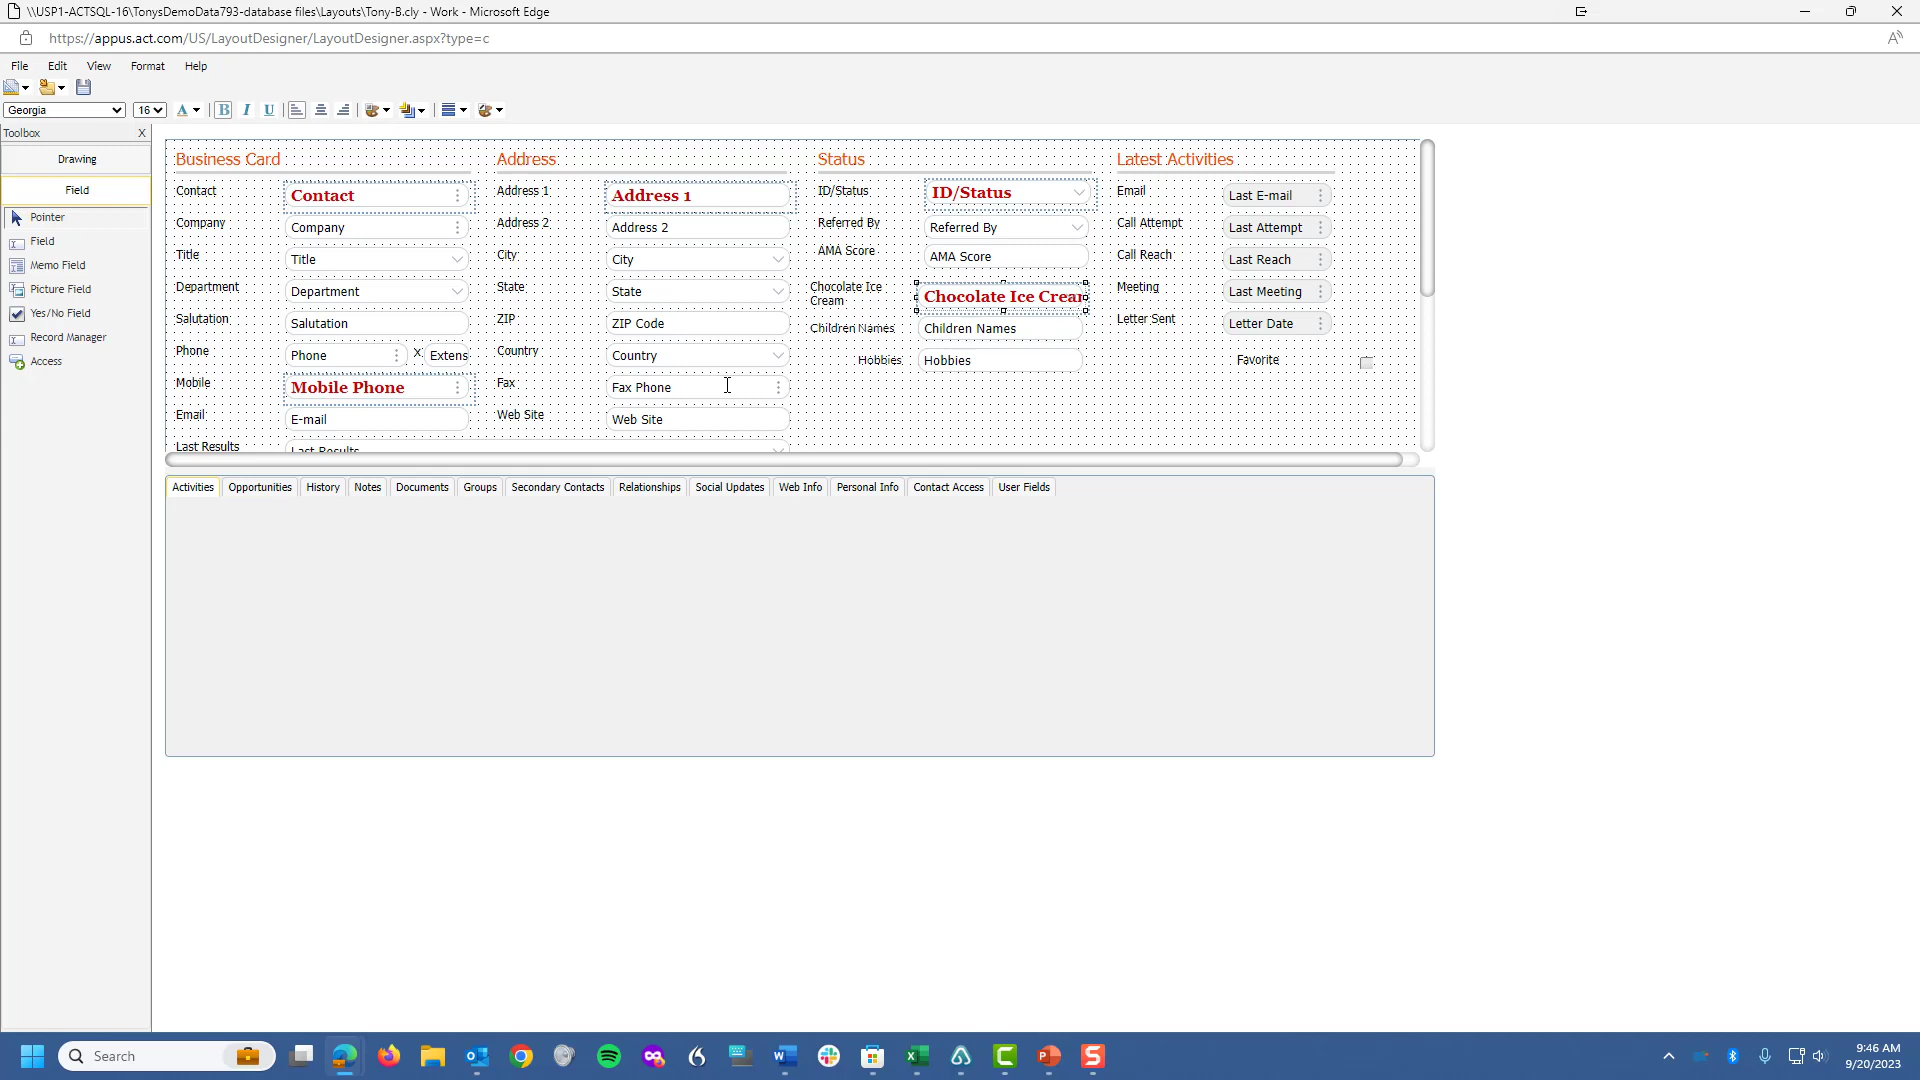 \\USP1-ACTSQL-16\TonysDemoData793-database files\Layouts\Tony-B.cly - Work - Microsoft Edge
https://appus.act.com/US/LayoutDesigner/LayoutDesigner.aspx?type=c
File Edit View Format Help
Georgia 16 A B I U
Toolbox X
Drawing
Field
Pointer
Field
Memo Field
Picture Field
Yes/No Field
Record Manager
Access
Business Card Address Status Latest Activities
Contact Contact Address 1 Address 1 ID/Status ID/Status Email Last E-mail
Company Company Address 2 Address 2 Referred By Referred By Call Attempt Last Attempt
Title Title City City AMA Score AMA Score Call Reach Last Reach
Department Department State State Chocolate Ice Cream Chocolate Ice Crear Meeting Last Meeting
Salutation Salutation ZIP ZIP Code Children Names Children Names Letter Sent Letter Date
Phone Phone X Extens Country Country Hobbies Hobbies Favorite
Mobile Mobile Phone Fax Fax Phone
Email E-mail Web Site Web Site
Last Results Last Results
Activities Opportunities History Notes Documents Groups Secondary Contacts Relationships Social Updates Web Info Personal Info Contact Access User Fields
Search
9:46 AM
9/20/2023